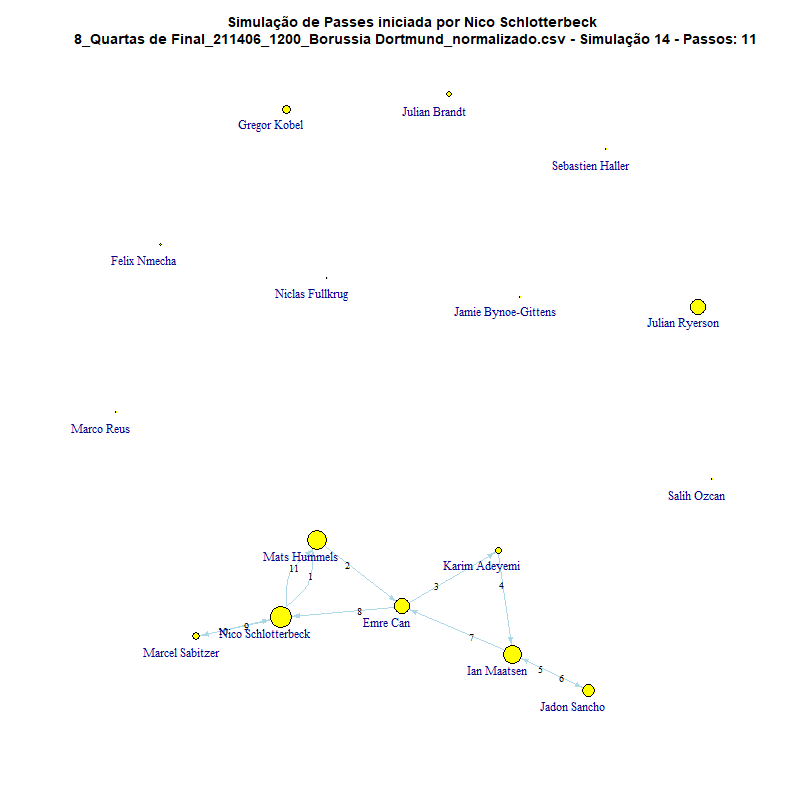 Simulação de Passes iniciada por Nico Schlotterbeck
8_Quartas de Final_211406_1200_Borussia Dortmund_normalizado.csv - Simulação 14 - Passos: 11
Julian Brandt
Gregor Kobel
Sebastien Haller
Felix Nmecha
Niclas Fullkrug
Jamie Bynoe-Gittens
Julian Ryerson
Marco Reus
Salih Ozcan
Mats Hummels
Karim Adeyemi
11
1
2
3
4
8
Emre Can
9
Nico Schlotterbeck
7
Marcel Sabitzer
Ian Maatsen
5
6
Jadon Sancho